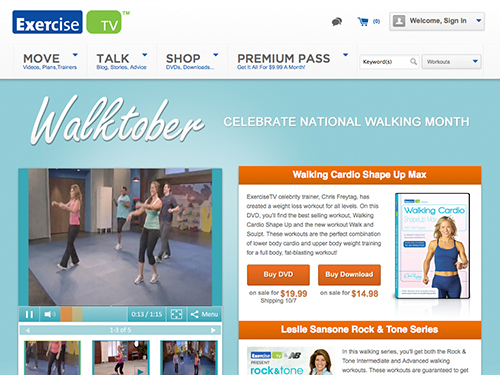 Exercise TV™
(0)
Welcome, Sign In
MOVE
Videos, Plans, Trainers
TALK
Blog, Stories, Advice
SHOP
DVDs, Downloads...
PREMIUM PASS
Get It All For $9.99 A Month!
Keyword(s)
Workouts
Walktober
CELEBRATE NATIONAL WALKING MONTH
0:13 / 1:15
Menu
1-3 of 5
Walking Cardio Shape Up Max
ExerciseTV celebrity trainer, Chris Freytag, has
created a weight loss workout for all levels. On this
DVD, you'll find the best selling workout, Walking
Cardio Shape Up and the new workout Walk and
Sculpt. These workouts are the perfect combination
of lower body cardio and upper body weight training
for a full body, fat-blasting workout!
Buy DVD
on sale for $19.99
Shipping 10/7
Buy Download
on sale for $14.98
Walking Cardio
Leslie Sansone Rock & Tone Series
Exercise TV
PRESENT
rock&tone
In this walking series, you'll get both the Rock
& Tone Intermediate and Advanced walking
workouts. These workouts are guaranteed to get